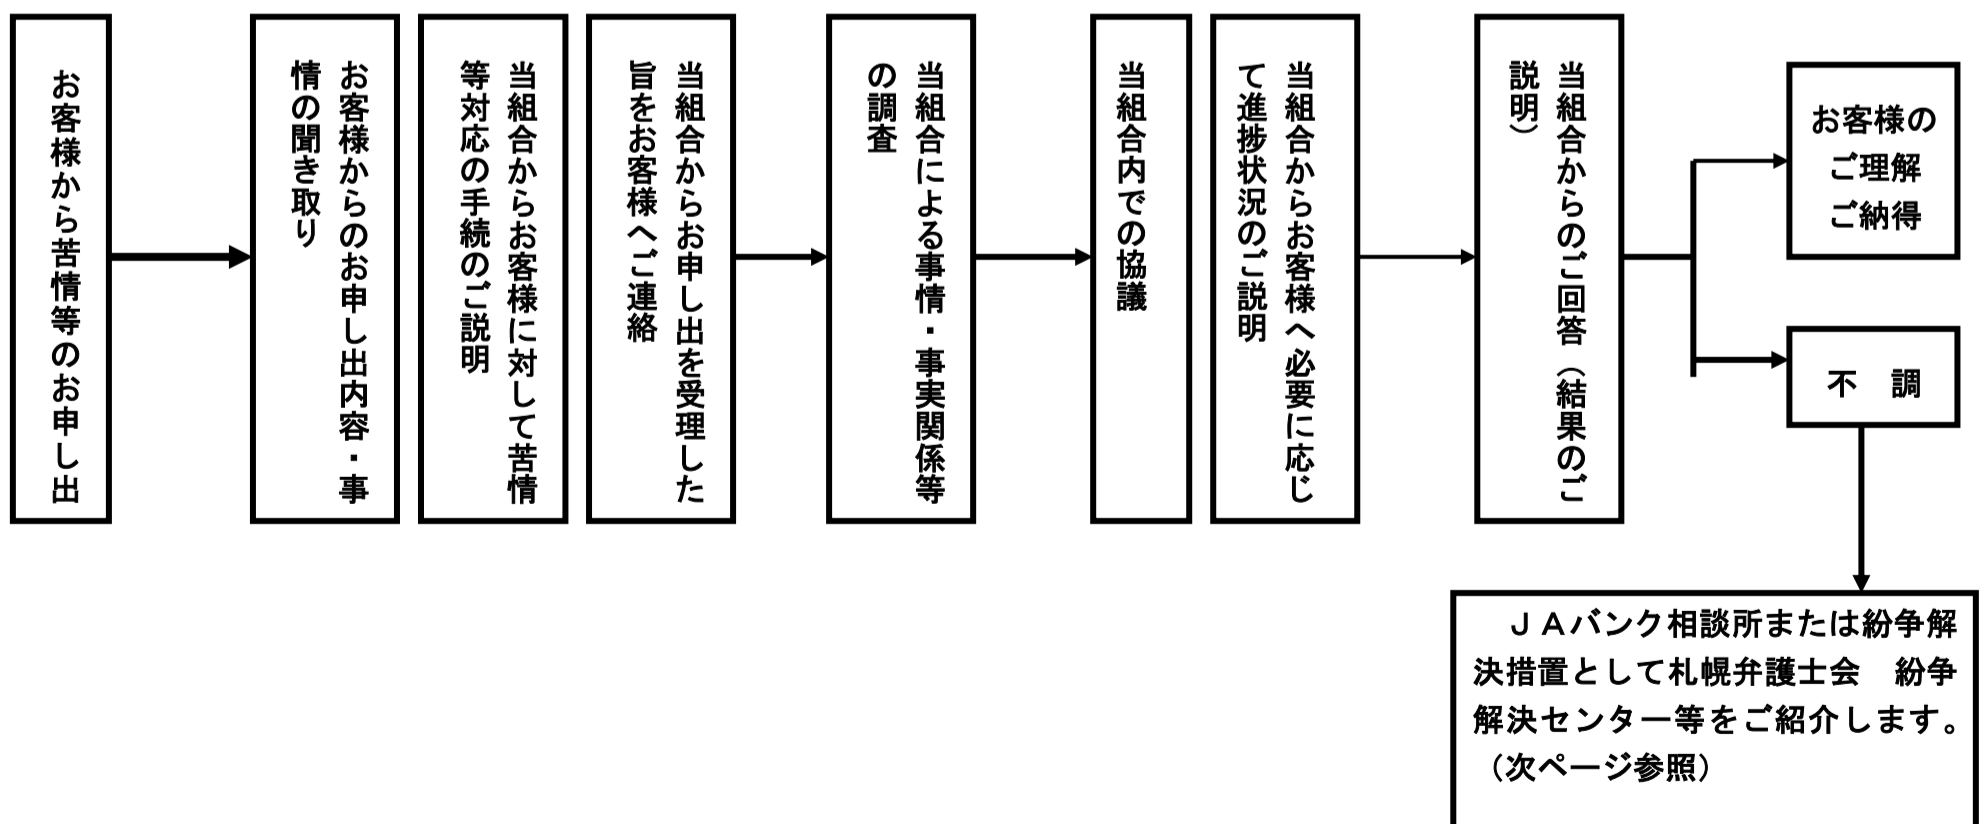 お客様から苦情等のお申し出
お客様からのお申し出内容・事
情の聞き取り
当組合からお客様に対して苦情
等対応の手続のご説明
当組合からお申し出を受理した
旨をお客様へご連絡
当組合による事情・事実関係等
の調査
当組合内での協議
当組合からお客様へ必要に応じ
て進捗状況のご説明
当組合からのご回答（結果のご
説明）
お客様の
ご理解
ご納得
不　調
ＪＡバンク相談所または紛争解
決措置として札幌弁護士会　紛争
解決センター等をご紹介します。
（次ページ参照）